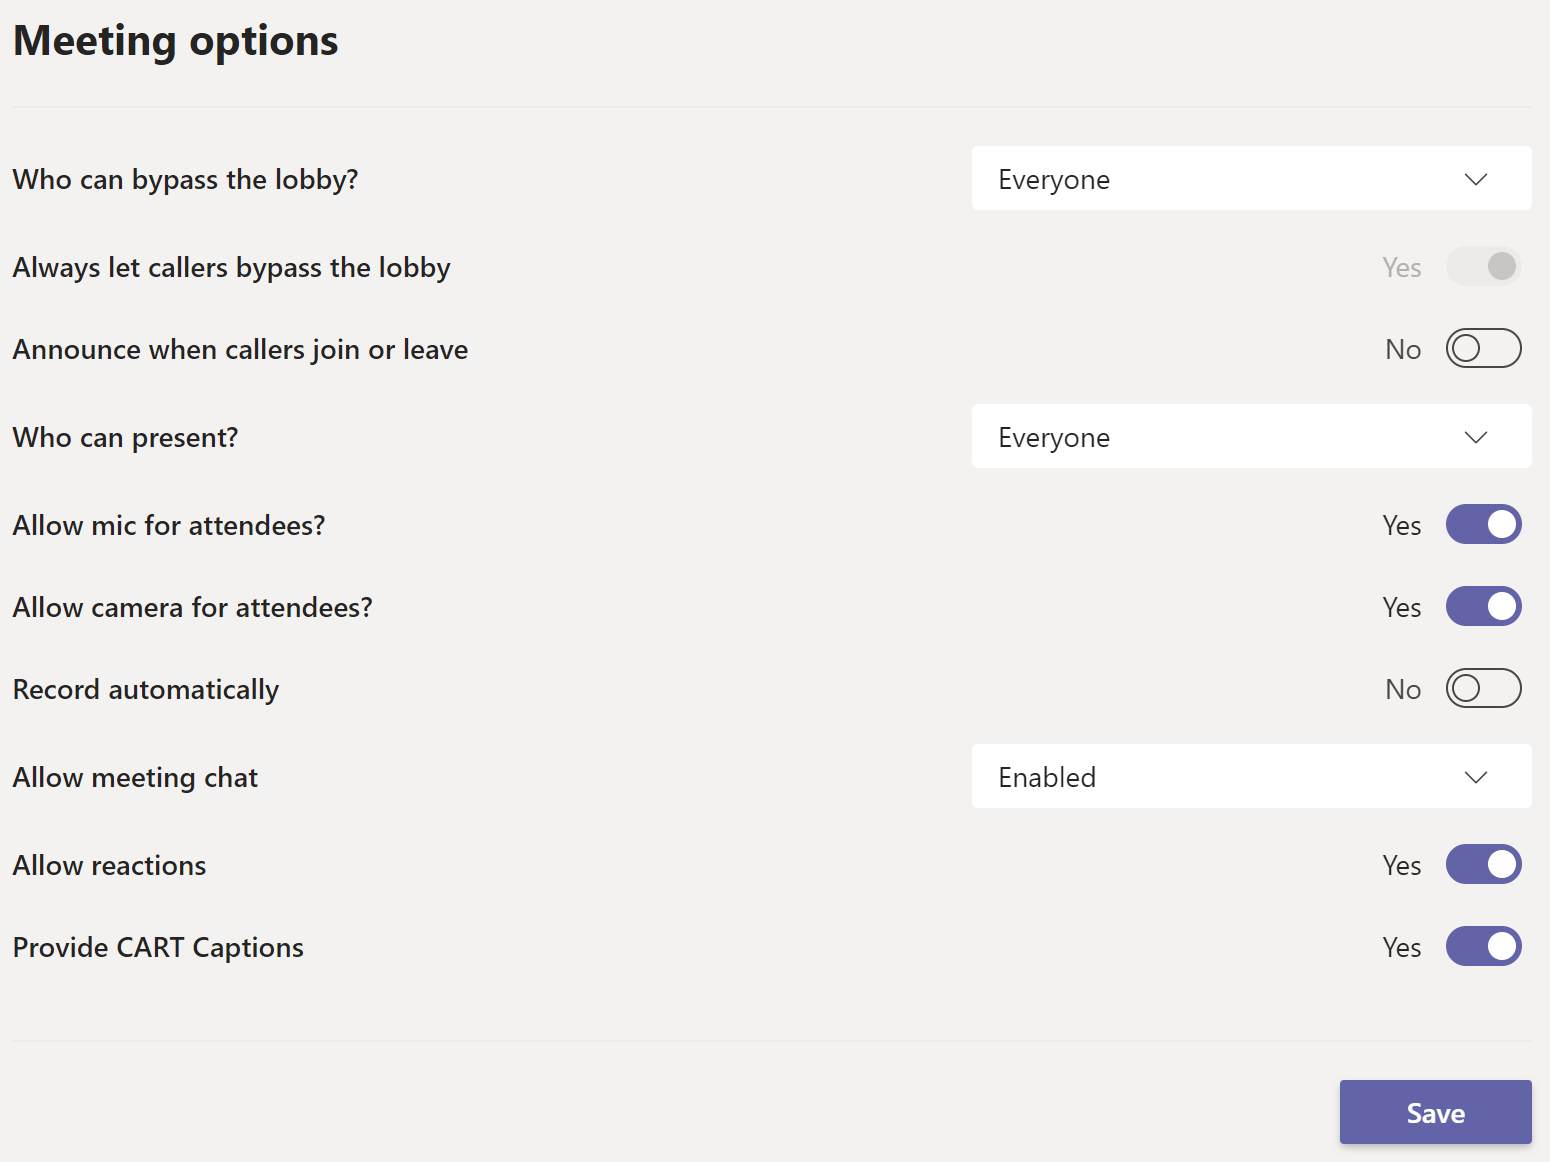 Meeting options
Who can bypass the lobby? Everyone
Always let callers bypass the lobby Yes
Announce when callers join or leave No
Who can present? Everyone
Allow mic for attendees? Yes
Allow camera for attendees? Yes
Record automatically No
Allow meeting chat Enabled
Allow reactions Yes
Provide CART Captions Yes
Save